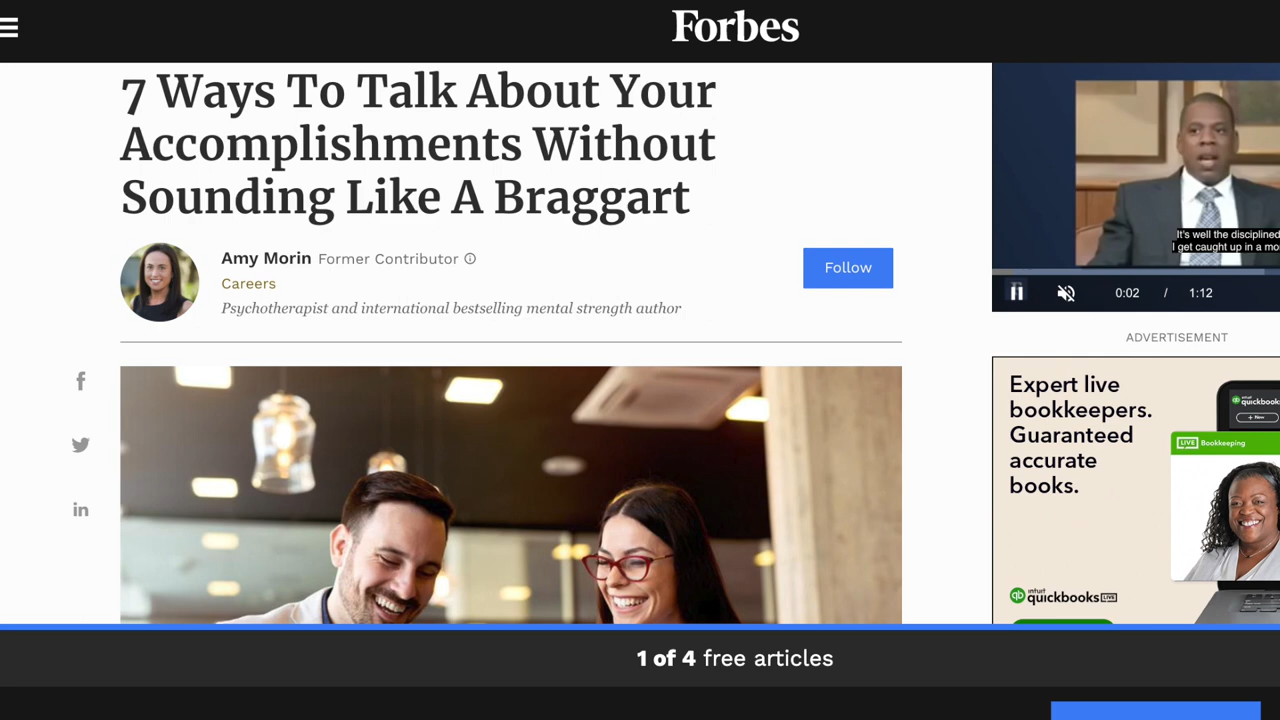 Forbes
7 Ways To Talk About Your
Accomplishments Without
Sounding Like A Braggart
Amy Morin Former Contributor
Careers
Psychotherapist and international bestselling mental strength author
Follow
It's well the disciplined
I get caught up in a
0:02 / 1:12
ADVERTISEMENT
Expert live
bookkeepers.
Guaranteed
accurate
books.
quickbooks
+ New
LIVE Bookkeeping
intuit
quickbooks LIVE
1 of 4 free articles